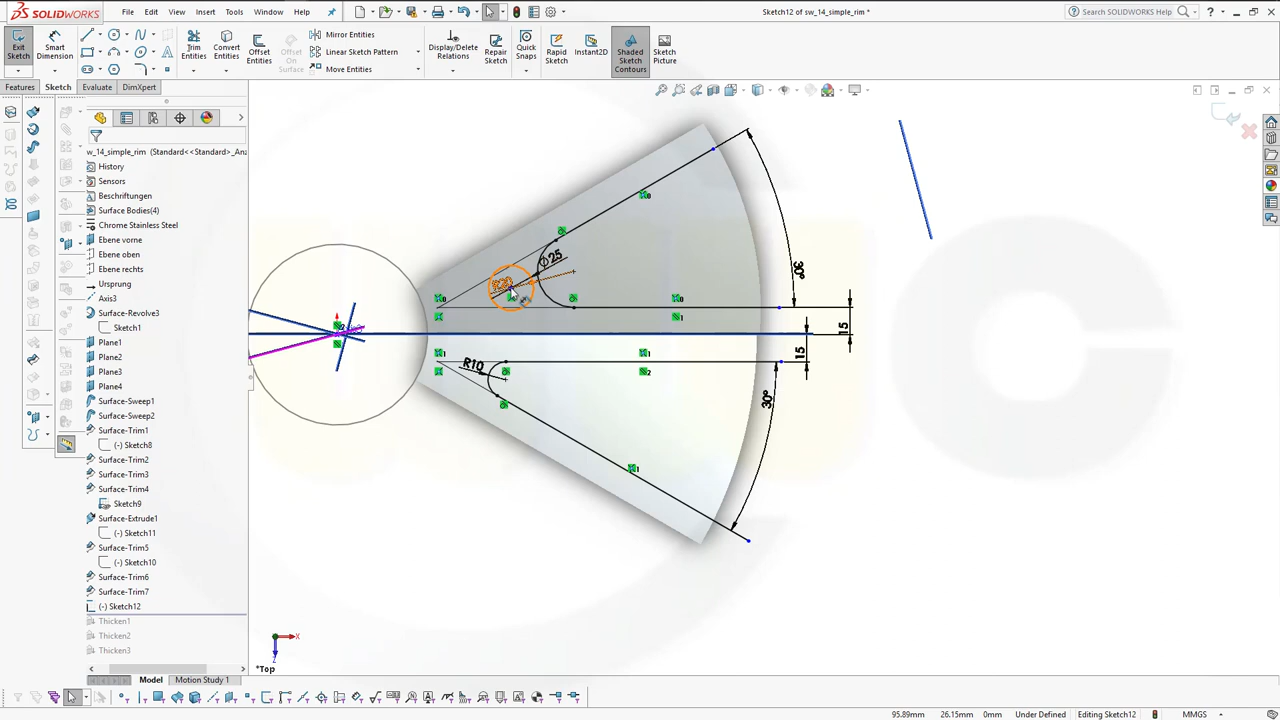 SOLIDWORKS File Edit View Insert Tools Window Help Sketch12 of sw_14_simple_rim * Search SOLIDWORKS Help
Exit Sketch Smart Dimension Trim Entities Convert Entities Offset Entities Offset On Surface Mirror Entities Linear Sketch Pattern Move Entities Display/Delete Relations Repair Sketch Quick Snaps Rapid Sketch Instant2D Shaded Sketch Contours Sketch Picture
Features Sketch Evaluate DimXpert
w_14_simple_rim (Standard<<Standard>_An
History
Sensors
Beschriftungen
Surface Bodies(4)
Chrome Stainless Steel
Ebene vorne
Ebene oben
Ebene rechts
Ursprung
Axis3
Surface-Revolve3
Sketch1
Plane1
Plane2
Plane3
Plane4
Surface-Sweep1
Surface-Sweep2
Surface-Trim1
(-) Sketch8
Surface-Trim2
Surface-Trim3
Surface-Trim4
Sketch9
Surface-Extrude1
(-) Sketch11
Surface-Trim5
(-) Sketch10
Surface-Trim6
Surface-Trim7
(-) Sketch12
Thicken1
Thicken2
Thicken3
Ø25
30°
15
15
R10
30°
X
Z
*Top
Model Motion Study 1
95.89mm 26.15mm 0mm Under Defined Editing Sketch12 MMGS